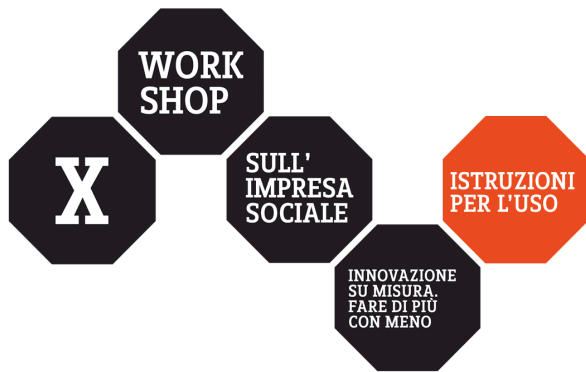 X
WORK
SHOP
SULL'
IMPRESA
SOCIALE
INNOVAZIONE
SU MISURA.
FARE DI PIÙ
CON MENO
ISTRUZIONI
PER L'USO